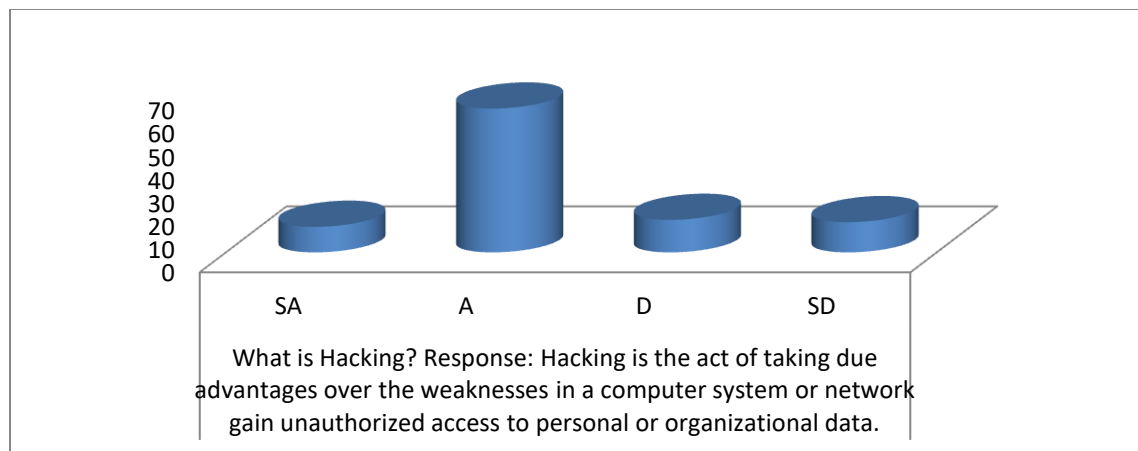 70
60
50
40
30
20
10
0
SA A D SD
What is Hacking? Response: Hacking is the act of taking due
advantages over the weaknesses in a computer system or network
gain unauthorized access to personal or organizational data.